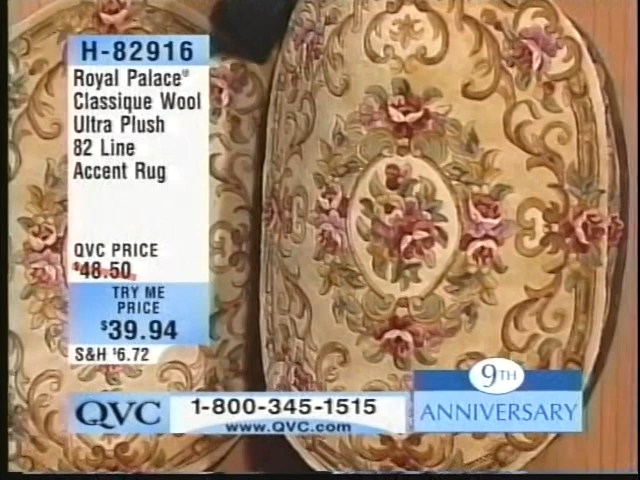 H-82916
Royal Palace®
Classique Wool
Ultra Plush
82 Line
Accent Rug
QVC PRICE
$48.50
TRY ME
PRICE
$39.94
S&H $6.72
QVC
1-800-345-1515
www.QVC.com
9TH
ANNIVERSARY